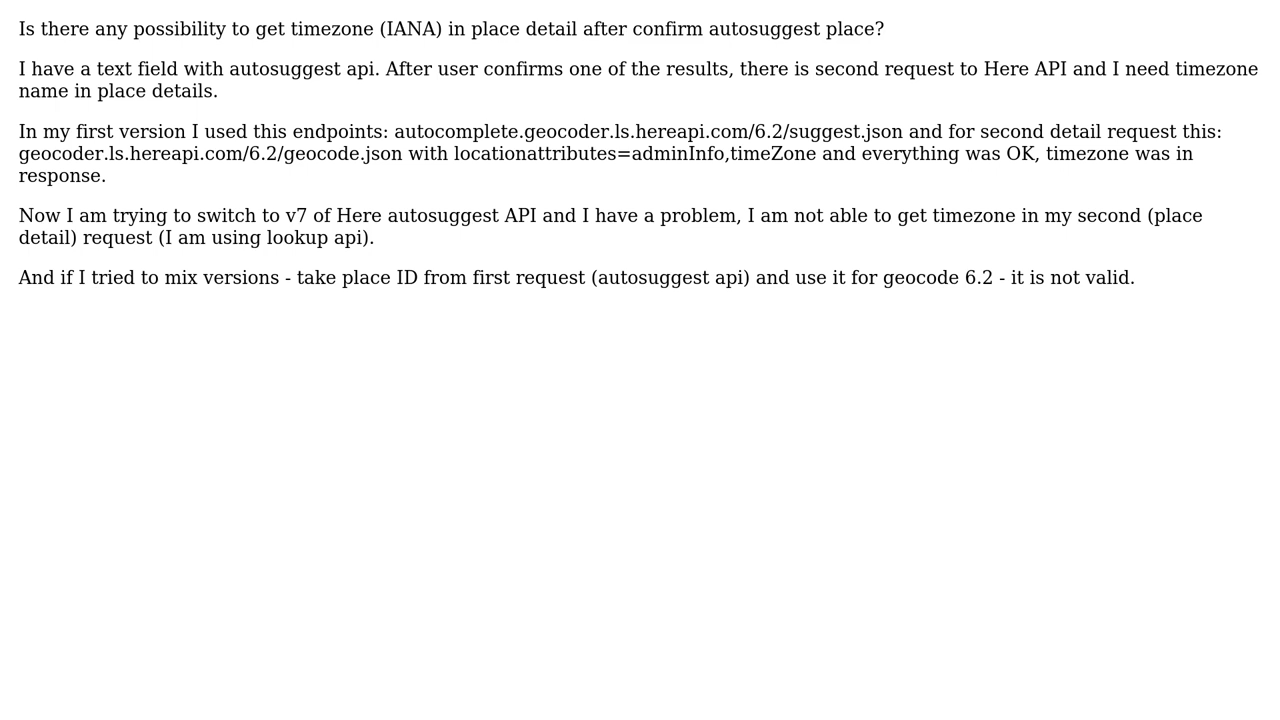 Is there any possibility to get timezone (IANA) in place detail after confirm autosuggest place?
I have a text field with autosuggest api. After user confirms one of the results, there is second request to Here API and I need timezone
name in place details.
In my first version I used this endpoints: autocomplete.geocoder.ls.hereapi.com/6.2/suggest.json and for second detail request this:
geocoder.ls.hereapi.com/6.2/geocode.json with locationattributes=adminInfo,timeZone and everything was OK, timezone was in
response.
Now I am trying to switch to v7 of Here autosuggest API and I have a problem, I am not able to get timezone in my second (place
detail) request (I am using lookup api).
And if I tried to mix versions - take place ID from first request (autosuggest api) and use it for geocode 6.2 - it is not valid.